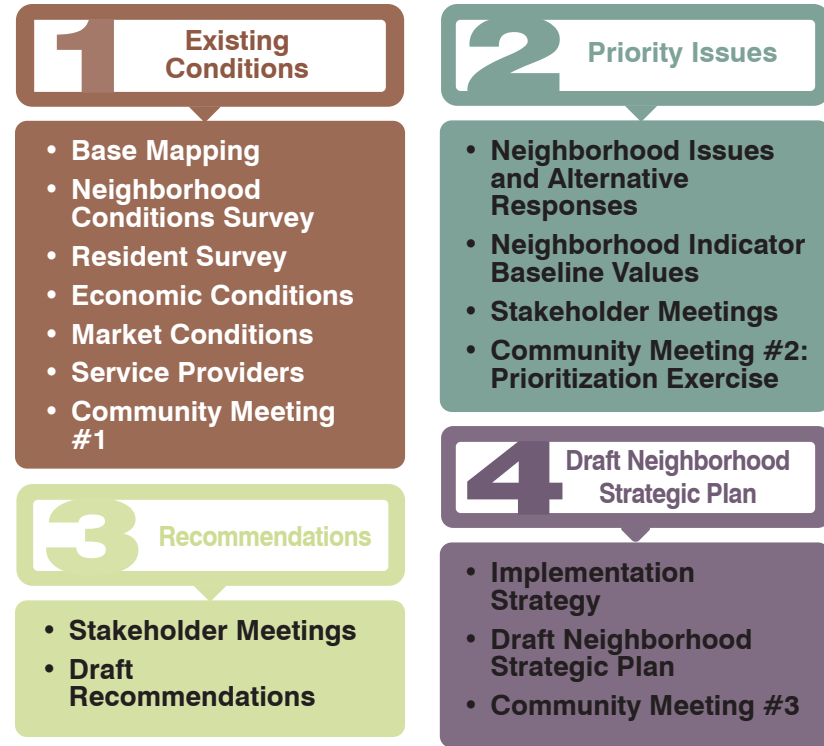 1
Existing
Conditions
• Base Mapping
• Neighborhood
Conditions Survey
• Resident Survey
• Economic Conditions
• Market Conditions
• Service Providers
• Community Meeting
#1
2
Priority Issues
• Neighborhood Issues
and Alternative
Responses
• Neighborhood Indicator
Baseline Values
• Stakeholder Meetings
• Community Meeting #2:
Prioritization Exercise
3
Recommendations
• Stakeholder Meetings
• Draft
Recommendations
4
Draft Neighborhood
Strategic Plan
• Implementation
Strategy
• Draft Neighborhood
Strategic Plan
• Community Meeting #3